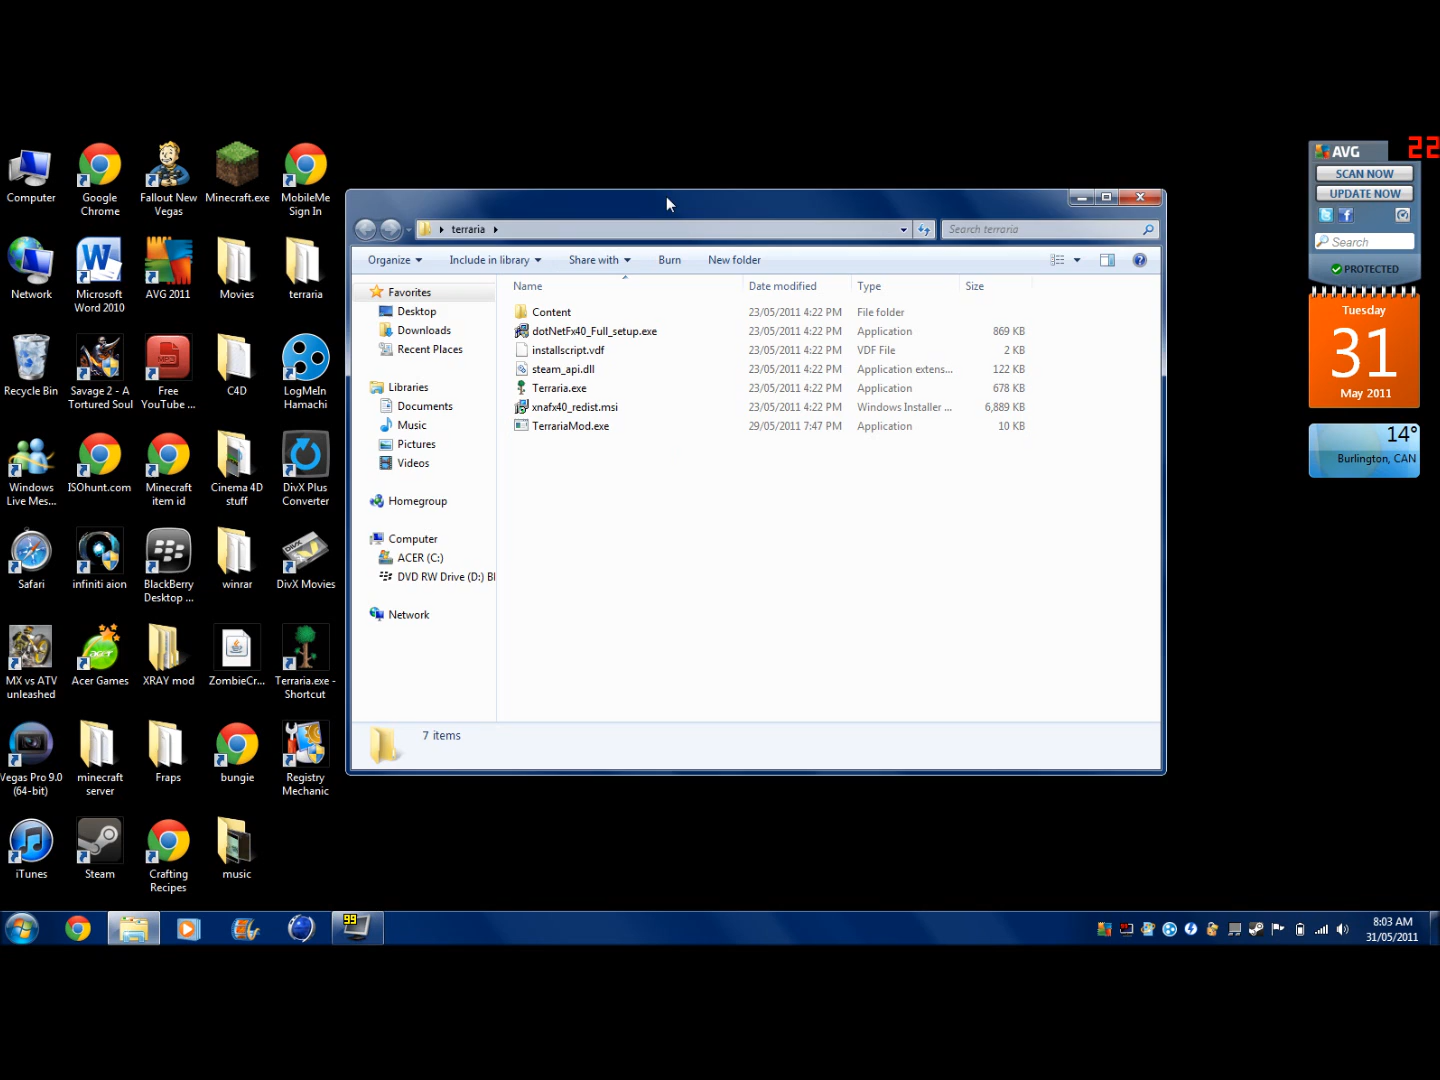 Computer
Google
Chrome
Fallout New
Vegas
Minecraft.exe
MobileMe
Sign In
Network
Microsoft
Word 2010
AVG 2011
Movies
terraria
Recycle Bin
Savage 2 - A
Tortured Soul
Free
YouTube ...
C4D
LogMeIn
Hamachi
Windows
Live Mes...
ISOhunt.com
Minecraft
item id
Cinema 4D
stuff
DivX Plus
Converter
Safari
infiniti aion
BlackBerry
Desktop ...
winrar
DivX Movies
MX vs ATV
unleashed
Acer Games
XRAY mod
ZombieCr...
Terraria.exe -
Shortcut
Vegas Pro 9.0
(64-bit)
minecraft
server
Fraps
bungie
Registry
Mechanic
iTunes
Steam
Crafting
Recipes
music
terraria
Search terraria
Organize
Include in library
Share with
Burn
New folder
Favorites
Desktop
Downloads
Recent Places
Libraries
Documents
Music
Pictures
Videos
Homegroup
Computer
ACER (C:)
DVD RW Drive (D:) Bl
Network
Name Date modified Type Size
Content 23/05/2011 4:22 PM File folder
dotNetFx40_Full_setup.exe 23/05/2011 4:22 PM Application 869 KB
installscript.vdf 23/05/2011 4:22 PM VDF File 2 KB
steam_api.dll 23/05/2011 4:22 PM Application extens... 122 KB
Terraria.exe 23/05/2011 4:22 PM Application 678 KB
xnafx40_redist.msi 23/05/2011 4:22 PM Windows Installer ... 6,889 KB
TerrariaMod.exe 29/05/2011 7:47 PM Application 10 KB
7 items
22
AVG
SCAN NOW
UPDATE NOW
Search
PROTECTED
Tuesday
31
May 2011
14°
Burlington, CAN
99
8:03 AM
31/05/2011